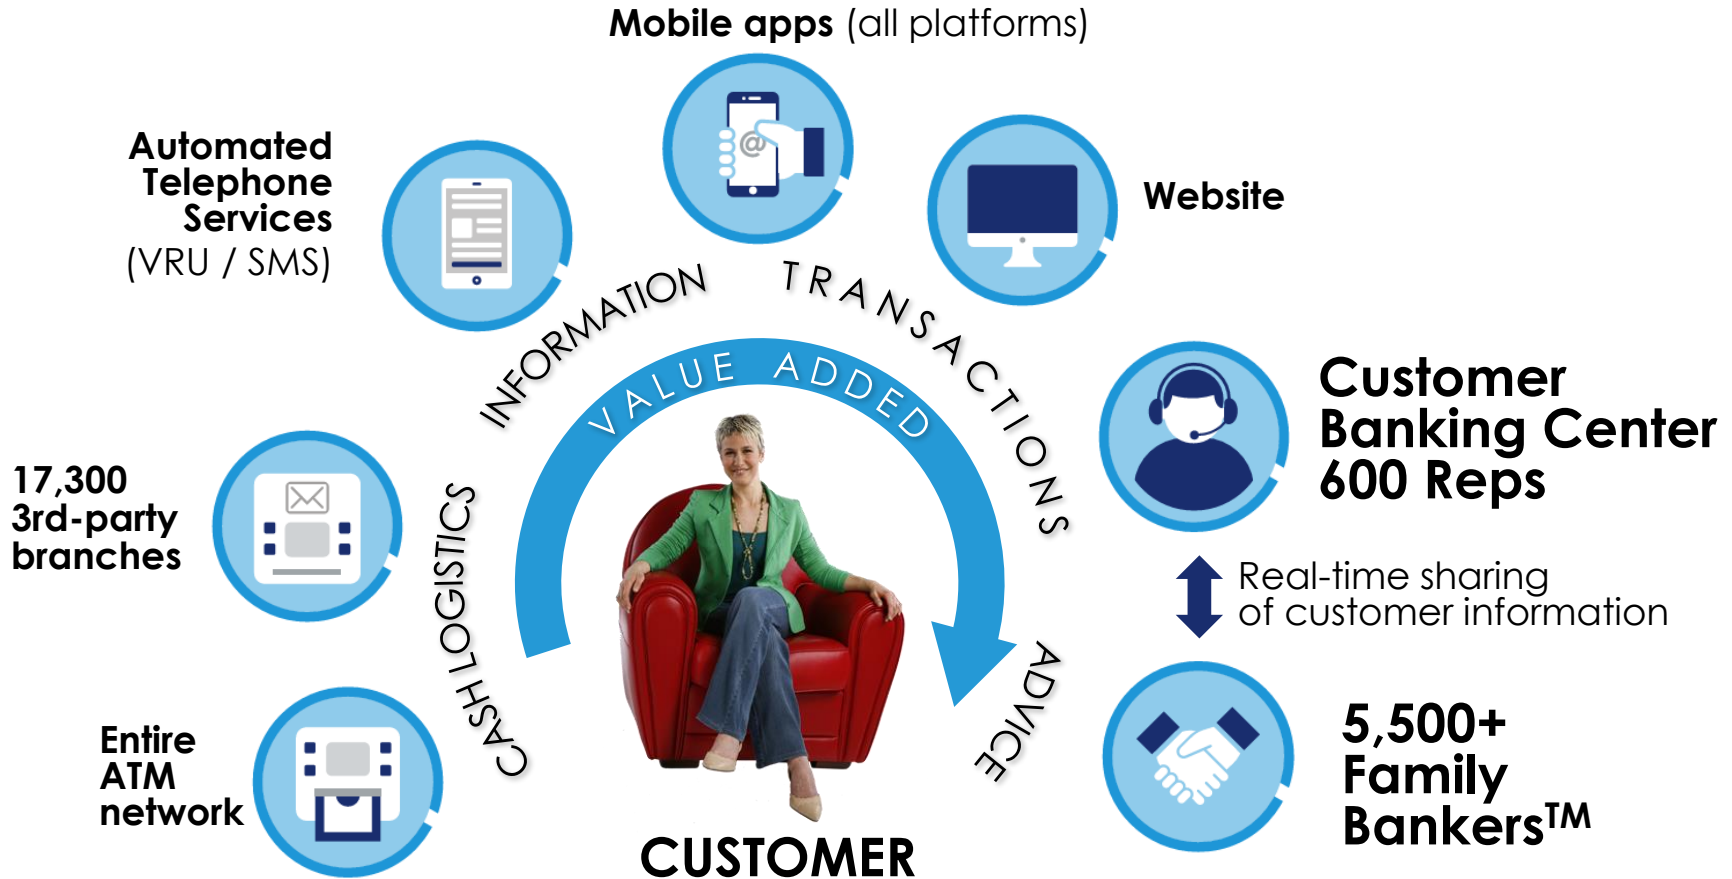 Mobile apps (all platforms)
Automated
Telephone
Services
(VRU / SMS)
@
Website
INFORMATION
TRANSACTIONS
VALUE ADDED
Customer
Banking Center
600 Reps
17,300
3rd-party
branches
CASH LOGISTICS
Real-time sharing
of customer information
ADVICE
Entire
ATM
network
5,500+
Family
Bankers™
CUSTOMER